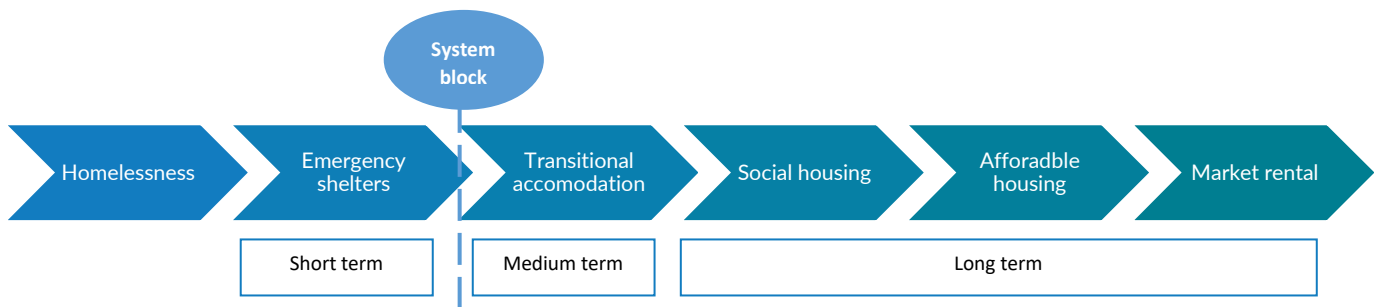 System
block
Homelessness
Emergency
shelters
Transitional
accomodation
Social housing
Afforadble
housing
Market rental
Short term
Medium term
Long term